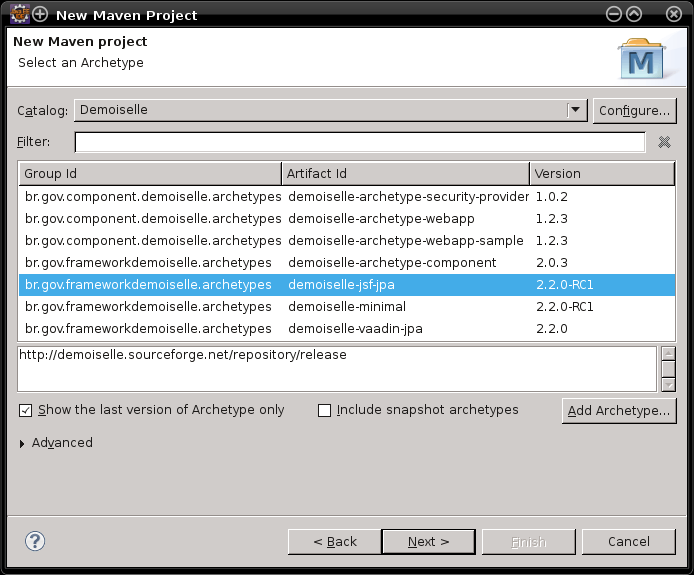 New Maven Project
New Maven project
Select an Archetype
M
Catalog: Demoiselle Configure...
Filter:
Group Id Artifact Id Version
br.gov.component.demoiselle.archetypes demoiselle-archetype-security-provider 1.0.2
br.gov.component.demoiselle.archetypes demoiselle-archetype-webapp 1.2.3
br.gov.component.demoiselle.archetypes demoiselle-archetype-webapp-sample 1.2.3
br.gov.frameworkdemoiselle.archetypes demoiselle-archetype-component 2.0.3
br.gov.frameworkdemoiselle.archetypes demoiselle-jsf-jpa 2.2.0-RC1
br.gov.frameworkdemoiselle.archetypes demoiselle-minimal 2.2.0-RC1
br.gov.frameworkdemoiselle.archetypes demoiselle-vaadin-jpa 2.2.0
http://demoiselle.sourceforge.net/repository/release
Show the last version of Archetype only Include snapshot archetypes Add Archetype...
Advanced
? < Back Next > Finish Cancel